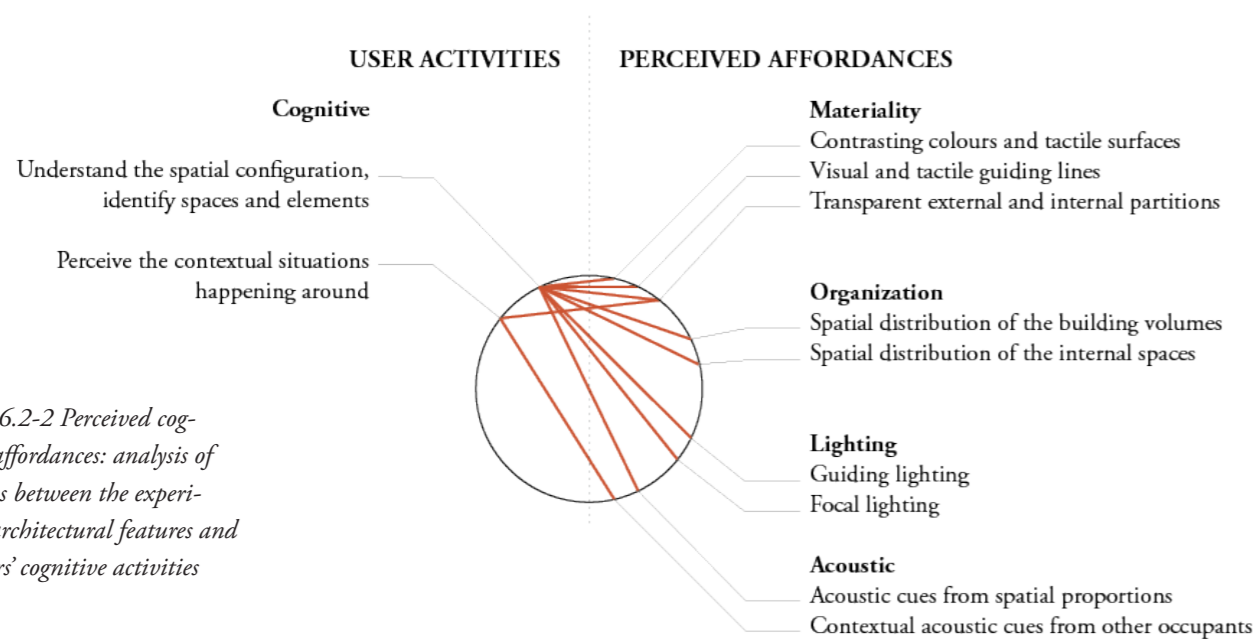 USER ACTIVITIES
PERCEIVED AFFORDANCES
Cognitive
Understand the spatial configuration,
identify spaces and elements
Perceive the contextual situations
happening around
Materiality
Contrasting colours and tactile surfaces
Visual and tactile guiding lines
Transparent external and internal partitions
Organization
Spatial distribution of the building volumes
Spatial distribution of the internal spaces
Lighting
Guiding lighting
Focal lighting
Acoustic
Acoustic cues from spatial proportions
Contextual acoustic cues from other occupants
6.2-2 Perceived cog-
affordances: analysis of
s between the experi-
rchitectural features and
rs’ cognitive activities